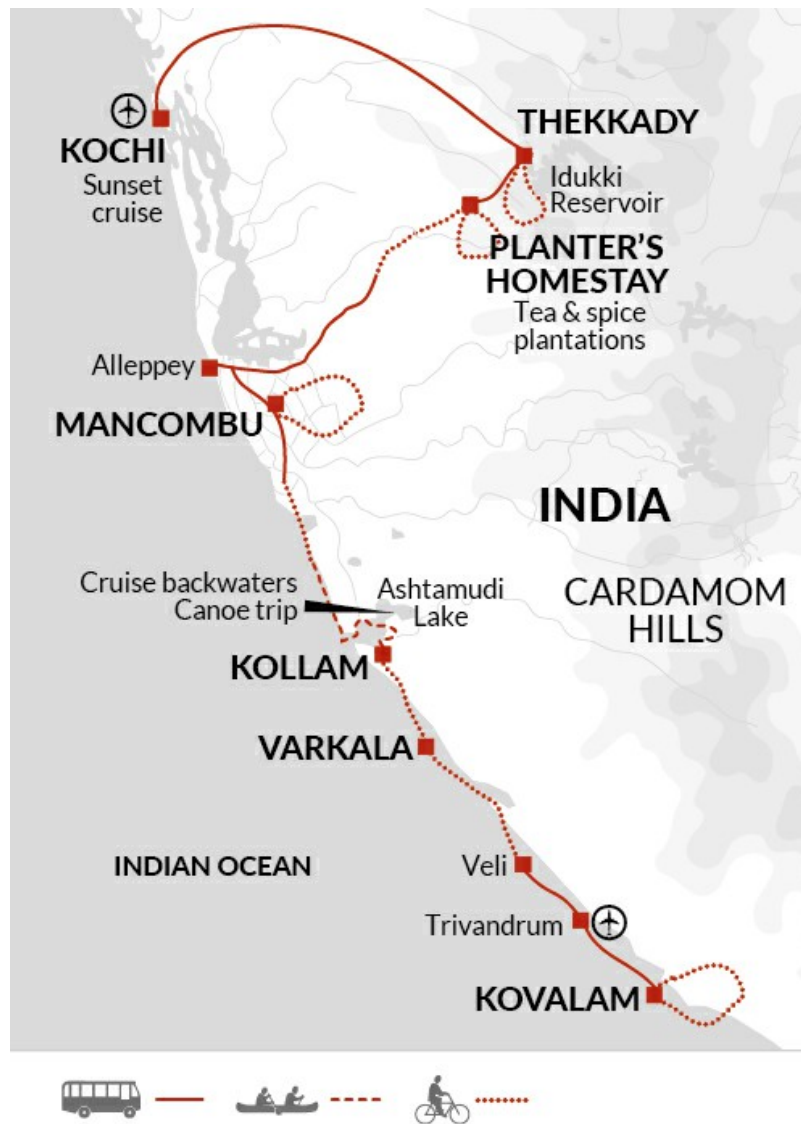 KOCHI
Sunset
cruise
THEKKADY
Idukki
Reservoir
PLANTER'S
HOMESTAY
Tea & spice
plantations
Alleppey
MANCOMBU
INDIA
CARDAMOM
HILLS
Cruise backwaters
Canoe trip
Ashtamudi
Lake
KOLLAM
VARKALA
INDIAN OCEAN
Veli
Trivandrum
KOVALAM